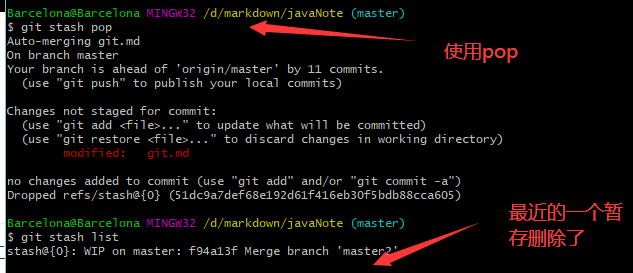 Barcelona@Barcelona MINGW32 /d/markdown/javaNote (master)
$ git stash pop
Auto-merging git.md
On branch master
Your branch is ahead of 'origin/master' by 11 commits.
(use "git push" to publish your local commits)
使用pop
Changes not staged for commit:
(use "git add <file>..." to update what will be committed)
(use "git restore <file>..." to discard changes in working directory)
modified:   git.md
no changes added to commit (use "git add" and/or "git commit -a")
Dropped refs/stash@{0} (51dc9a7def68e192d61f416eb30f5bdb88cca605)
Barcelona@Barcelona MINGW32 /d/markdown/javaNote (master)
$ git stash list
stash@{0}: WIP on master: f94a13f Merge branch 'master2'
最近的一个暂
存删除了